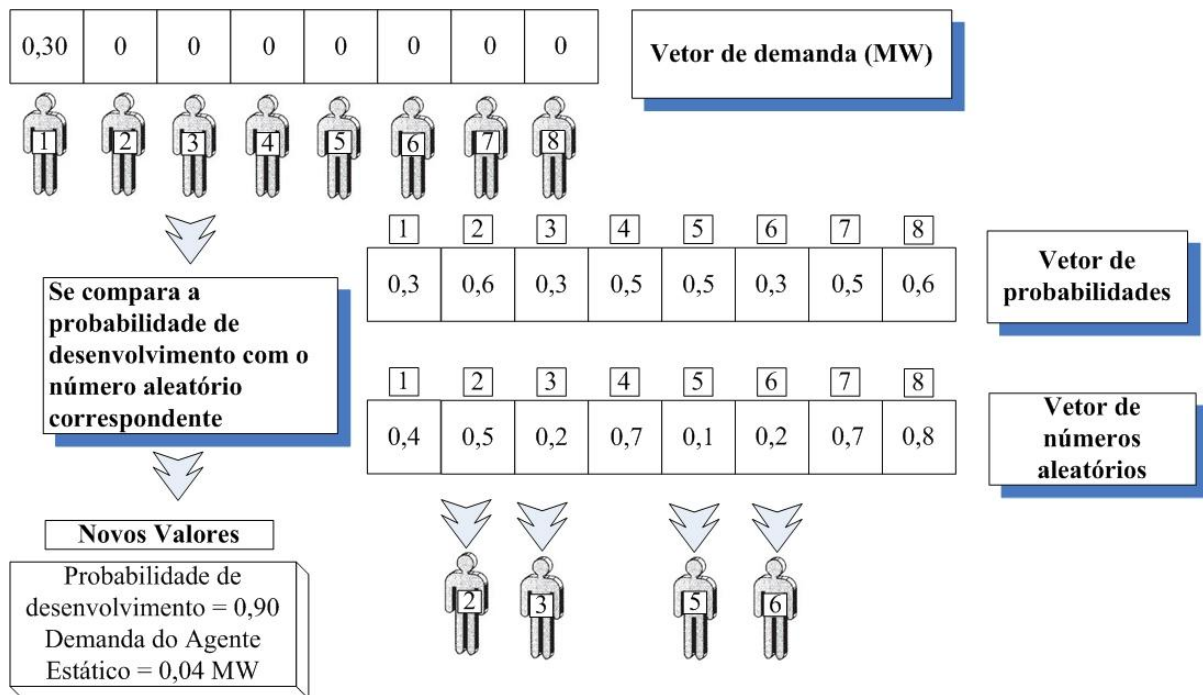 0,30 0 0 0 0 0 0 0
Vetor de demanda (MW)
1 2 3 4 5 6 7 8
1 2 3 4 5 6 7 8
0,3 0,6 0,3 0,5 0,5 0,3 0,5 0,6
Vetor de
probabilidades
Se compara a
probabilidade de
desenvolvimento com o
número aleatório
correspondente
1 2 3 4 5 6 7 8
0,4 0,5 0,2 0,7 0,1 0,2 0,7 0,8
Vetor de
números
aleatórios
Novos Valores
Probabilidade de
desenvolvimento = 0,90
Demanda do Agente
Estático = 0,04 MW
2 3 5 6